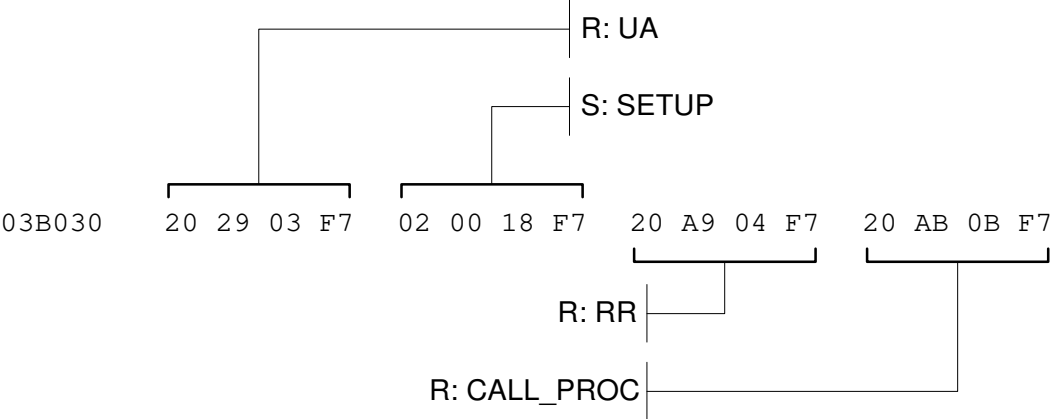 R: UA
S: SETUP
03B030 20 29 03 F7 02 00 18 F7 20 A9 04 F7 20 AB 0B F7
R: RR
R: CALL_PROC